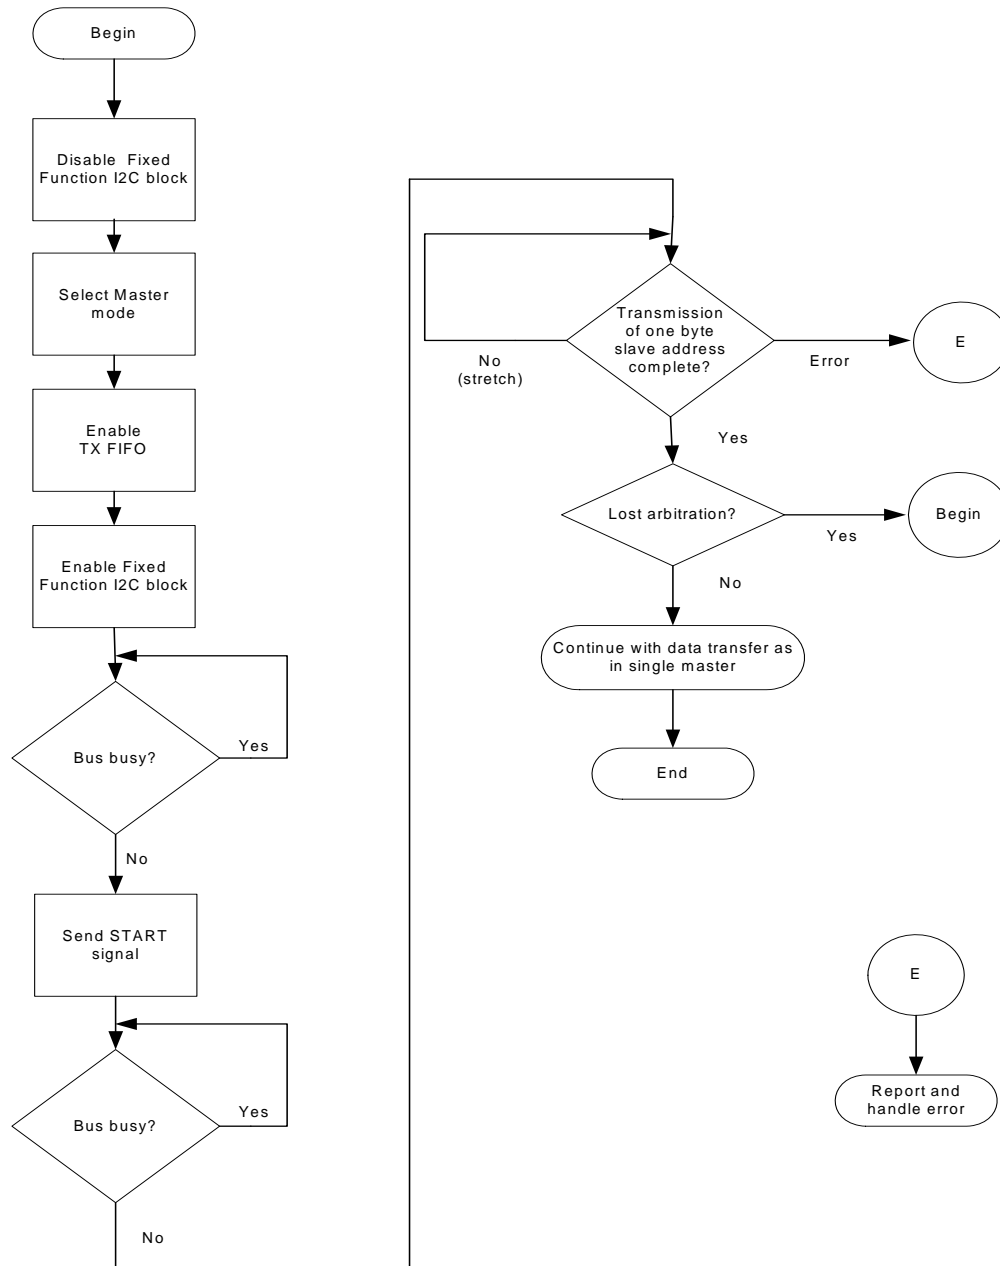 Begin
Disable Fixed
Function I2C block
Select Master
mode
Enable
TX FIFO
Enable Fixed
Function I2C block
Bus busy?
Yes
No
Send START
signal
Bus busy?
Yes
No
Transmission
of one byte
slave address
complete?
No
(stretch)
Error
E
Yes
Lost arbitration?
Yes
Begin
No
Continue with data transfer as
in single master
End
E
Report and
handle error